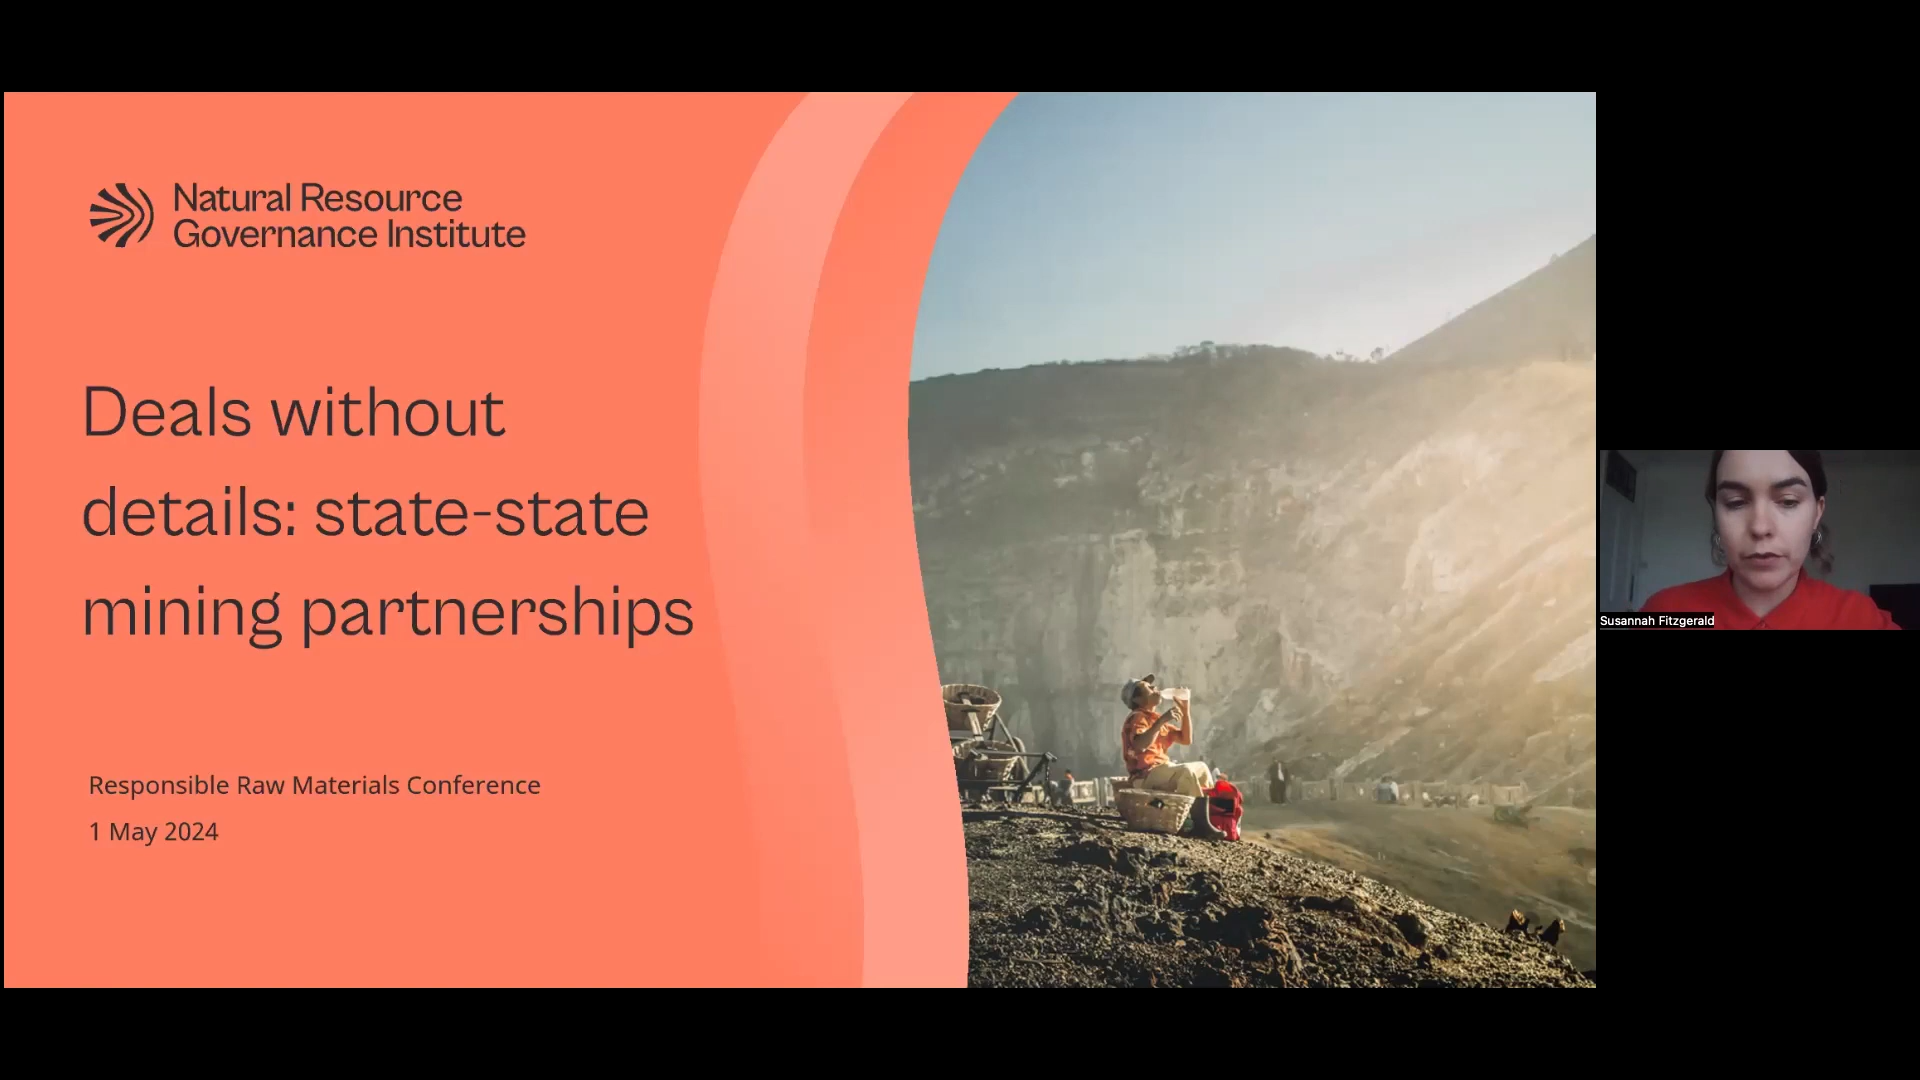 Natural Resource
Governance Institute
Deals without
details: state-state
mining partnerships
Responsible Raw Materials Conference
1 May 2024
Susannah Fitzgerald